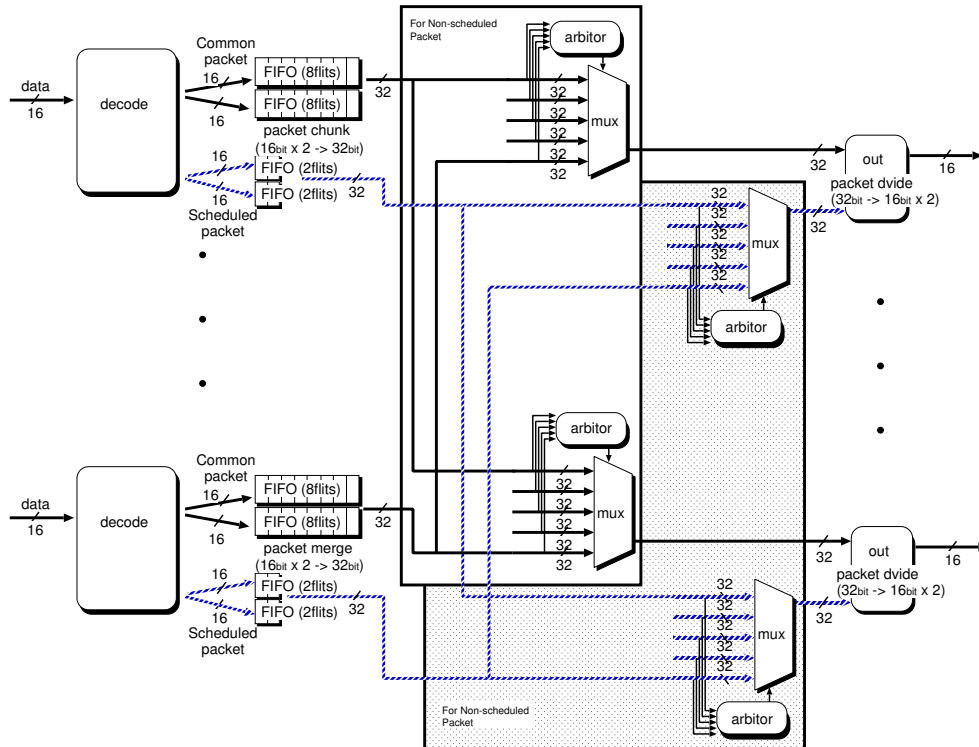 For Non-scheduled
Packet
arbitor
Common
packet
data
16
decode
16
16
FIFO (8flits)
FIFO (8flits)
32
packet chunk
(16bit x 2 -> 32bit)
16
16
FIFO (2flits)
FIFO (2flits)
32
Scheduled
packet
32
32
32
32
32
mux
32
out
packet dvide
(32bit -> 16bit x 2)
16
32
32
32
32
32
mux
32
arbitor
arbitor
Common
packet
data
16
decode
16
16
FIFO (8flits)
FIFO (8flits)
32
packet merge
(16bit x 2 -> 32bit)
16
16
FIFO (2flits)
FIFO (2flits)
32
Scheduled
packet
32
32
32
32
32
mux
32
out
packet dvide
(32bit -> 16bit x 2)
16
32
32
32
32
32
mux
32
arbitor
For Non-scheduled
Packet